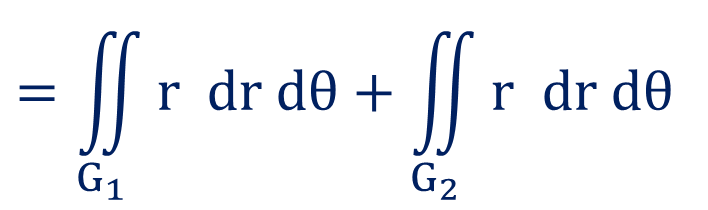 = ∬_{G₁} r dr dθ + ∬_{G₂} r dr dθ